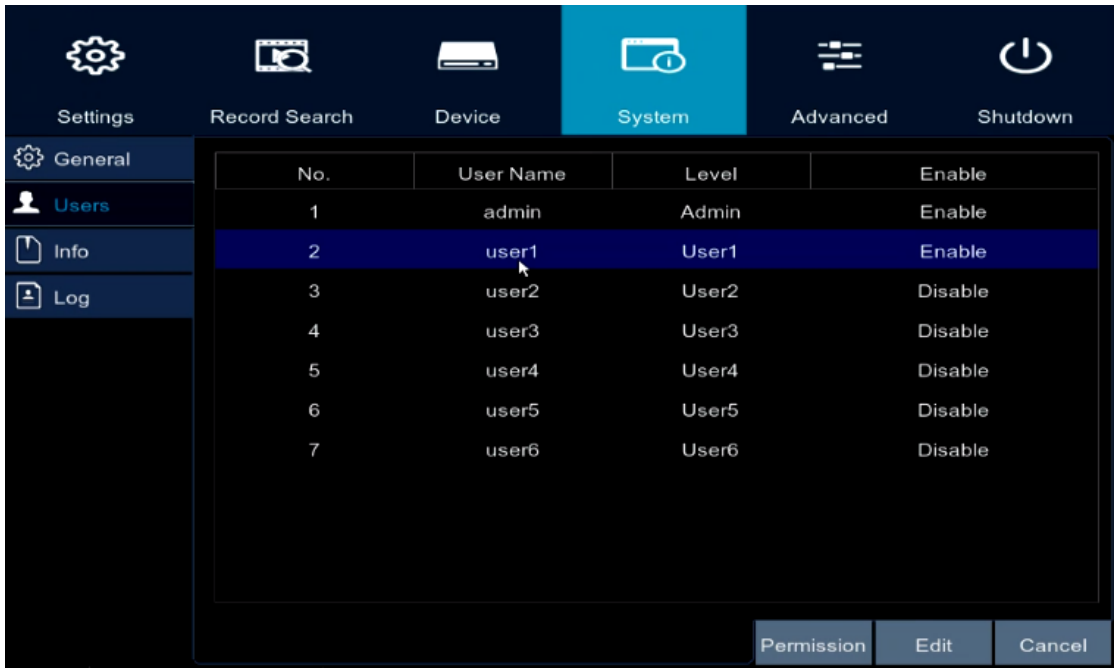 Settings Record Search Device System Advanced Shutdown
General
Users
Info
Log
No. User Name Level Enable
1 admin Admin Enable
2 user1 User1 Enable
3 user2 User2 Disable
4 user3 User3 Disable
5 user4 User4 Disable
6 user5 User5 Disable
7 user6 User6 Disable
Permission Edit Cancel